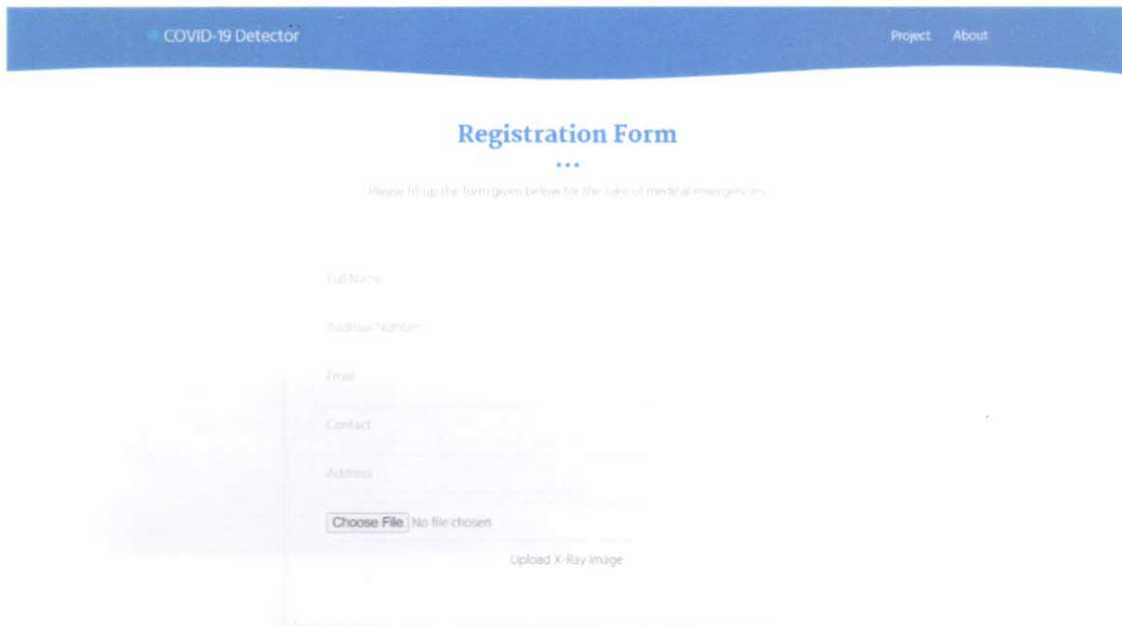 COVID-19 Detector
Project About
Registration Form
Please fill up the form given below for the sake of medical emergencies.
Full Name
Aadhaar Number
Email
Contact
Address
Choose File No file chosen
Upload X-Ray Image